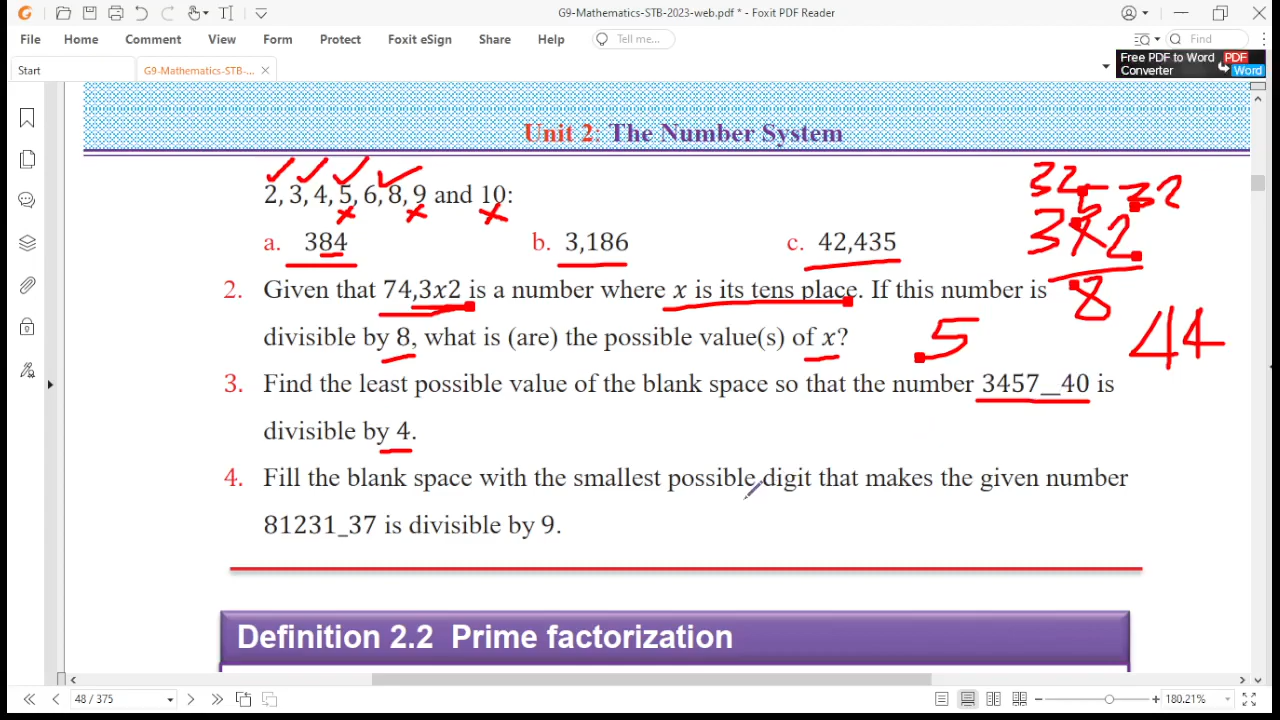 G9-Mathematics-STB-2023-web.pdf * - Foxit PDF Reader
File Home Comment View Form Protect Foxit eSign Share Help Tell me... Find
Start G9-Mathematics-STB-... Free PDF to Word Converter PDF Word
Unit 2: The Number System
2, 3, 4, 5, 6, 8, 9 and 10:
a. 384 b. 3,186 c. 42,435
2. Given that 74,3x2 is a number where x is its tens place. If this number is
8
divisible by 8, what is (are) the possible value(s) of x?
5 44
3. Find the least possible value of the blank space so that the number 3457__40 is
divisible by 4.
4. Fill the blank space with the smallest possible digit that makes the given number
81231_37 is divisible by 9.
Definition 2.2 Prime factorization
48 / 375 180.21%